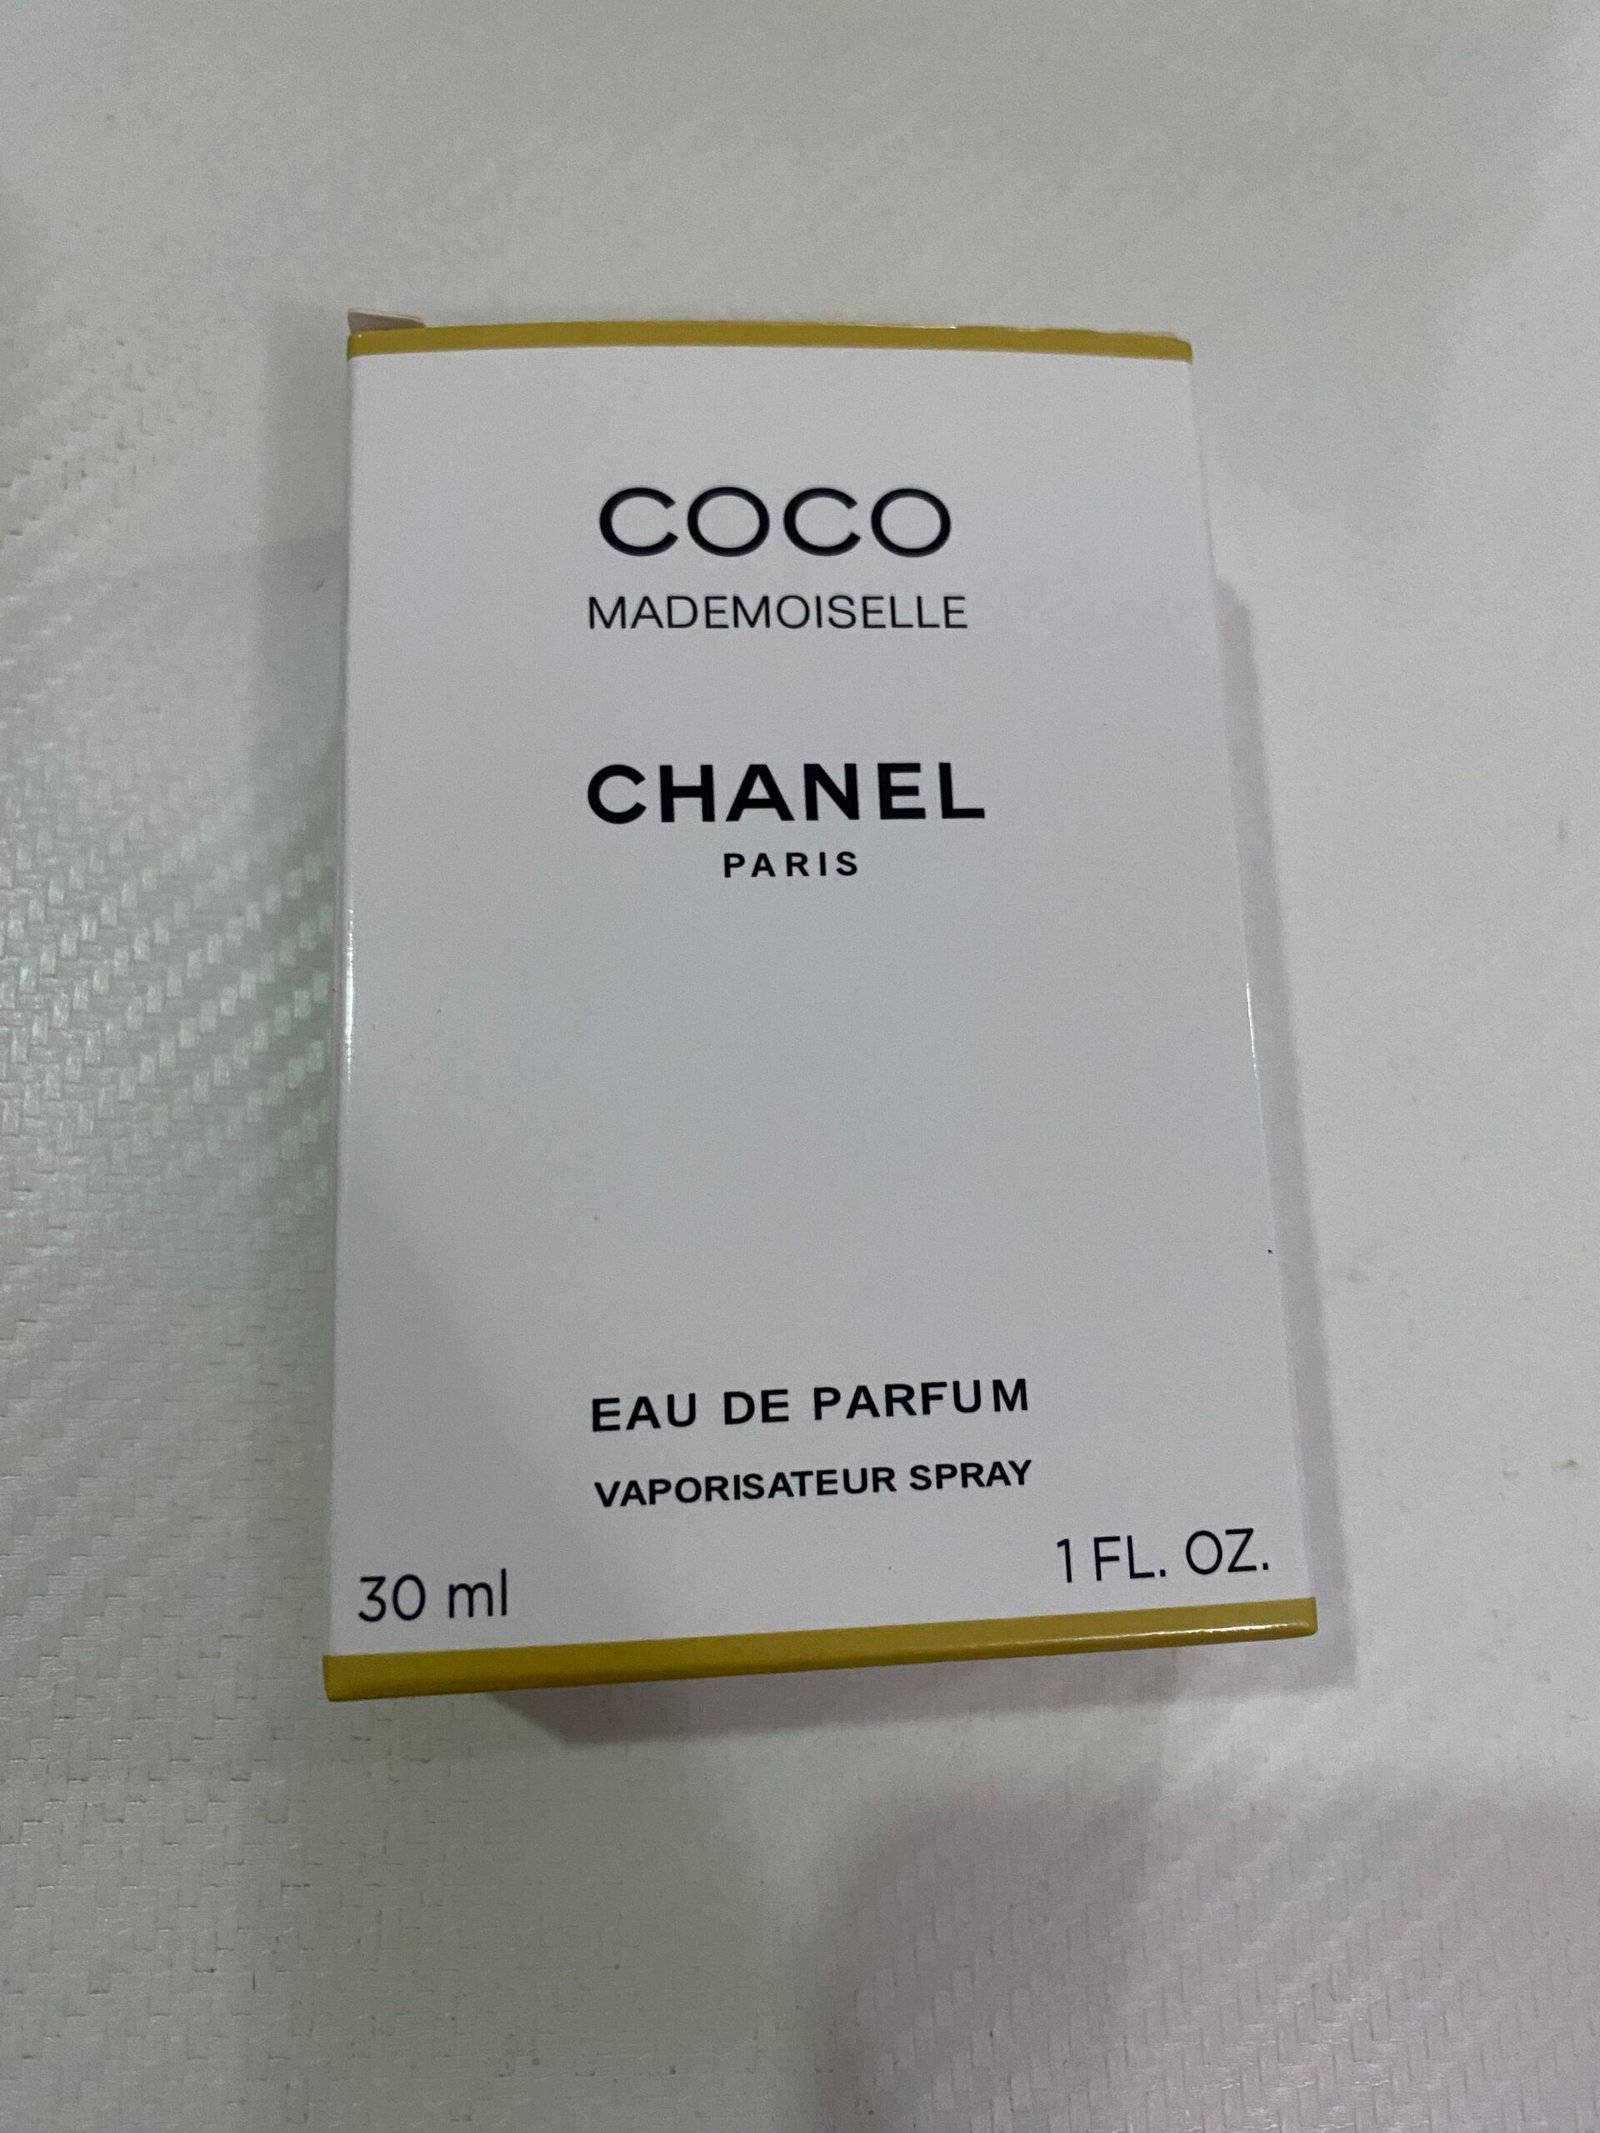 COCO
MADEMOISELLE
CHANEL
PARIS
EAU DE PARFUM
VAPORISATEUR SPRAY
30 ml
1 FL. OZ.